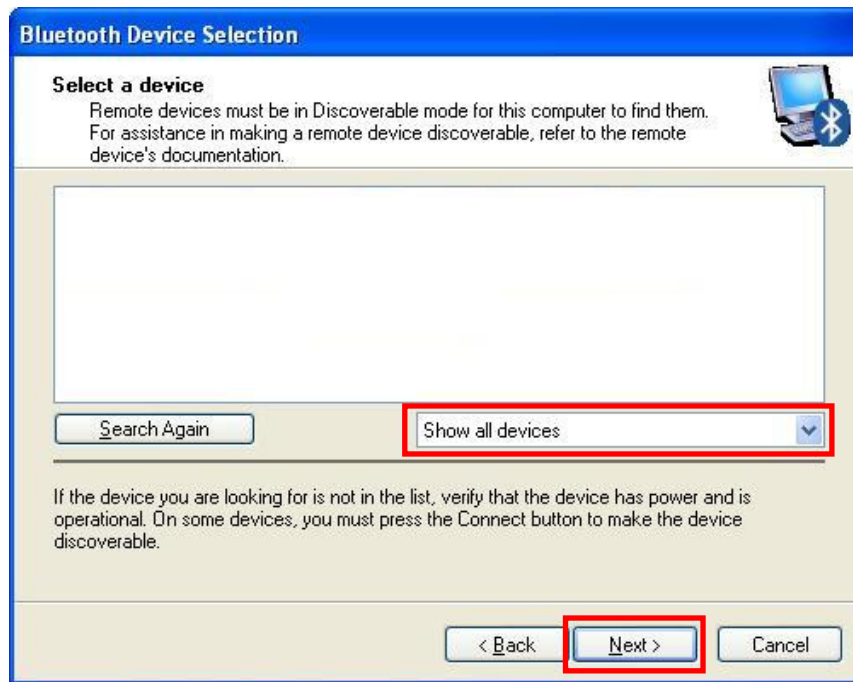 Bluetooth Device Selection
Select a device
Remote devices must be in Discoverable mode for this computer to find them.
For assistance in making a remote device discoverable, refer to the remote
device's documentation.
Search Again
Show all devices
If the device you are looking for is not in the list, verify that the device has power and is
operational. On some devices, you must press the Connect button to make the device
discoverable.
< Back
Next >
Cancel